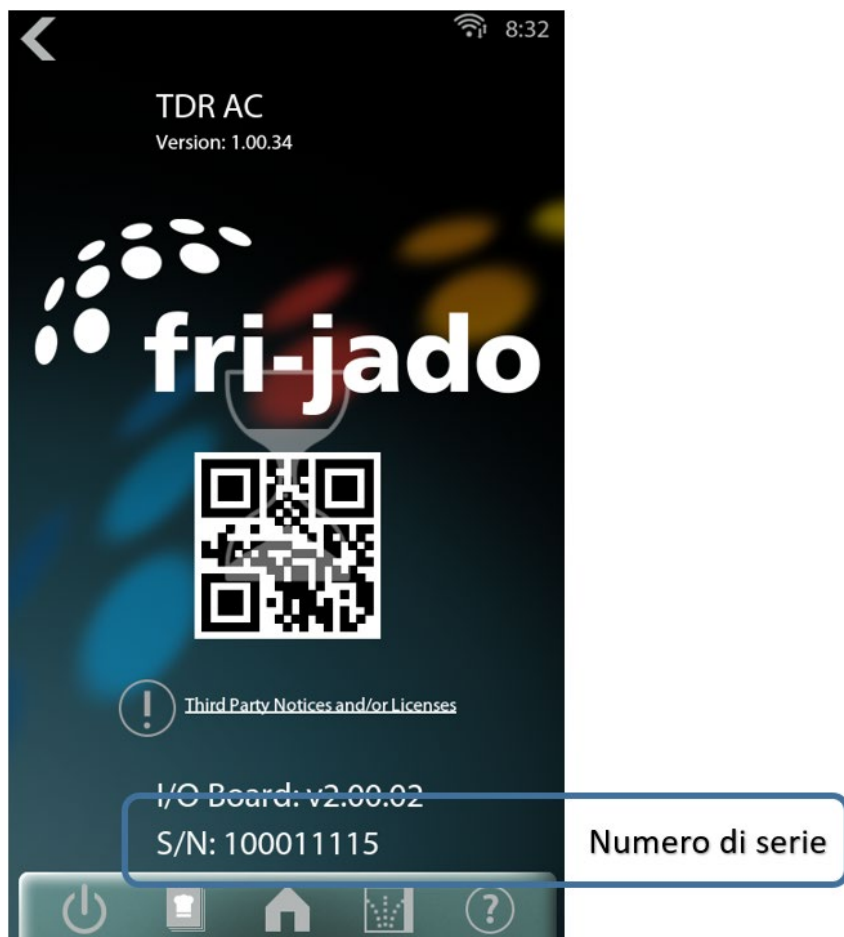 8:32
TDR AC
Version: 1.00.34
fri-jado
Third Party Notices and/or Licenses
I/O Board: v2.00.02
S/N: 100011115
Numero di serie